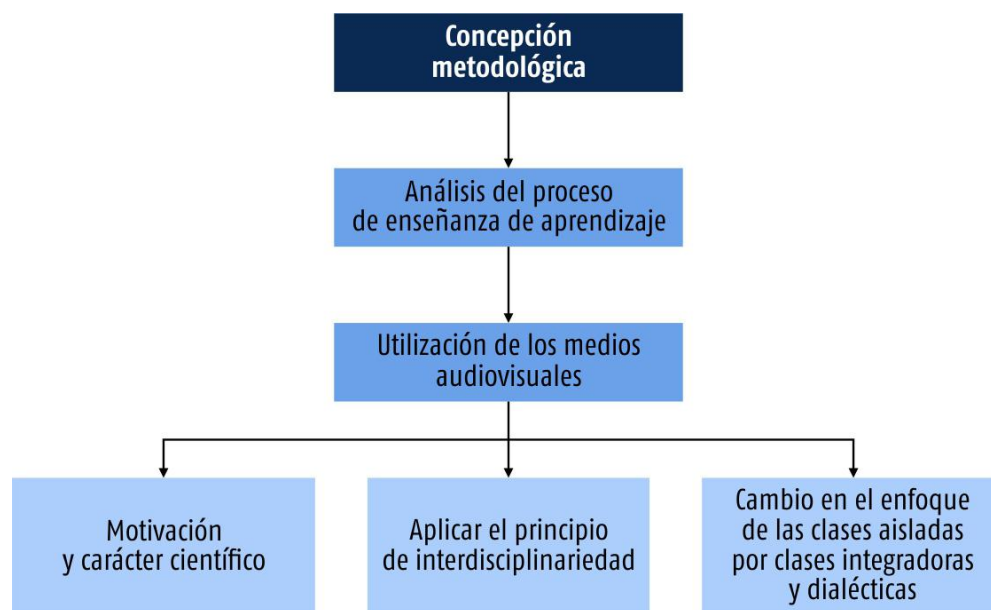 Concepción
metodológica
Análisis del proceso
de enseñanza de aprendizaje
Utilización de los medios
audiovisuales
Motivación
y carácter científico
Aplicar el principio
de interdisciplinariedad
Cambio en el enfoque
de las clases aisladas
por clases integradoras
y dialécticas